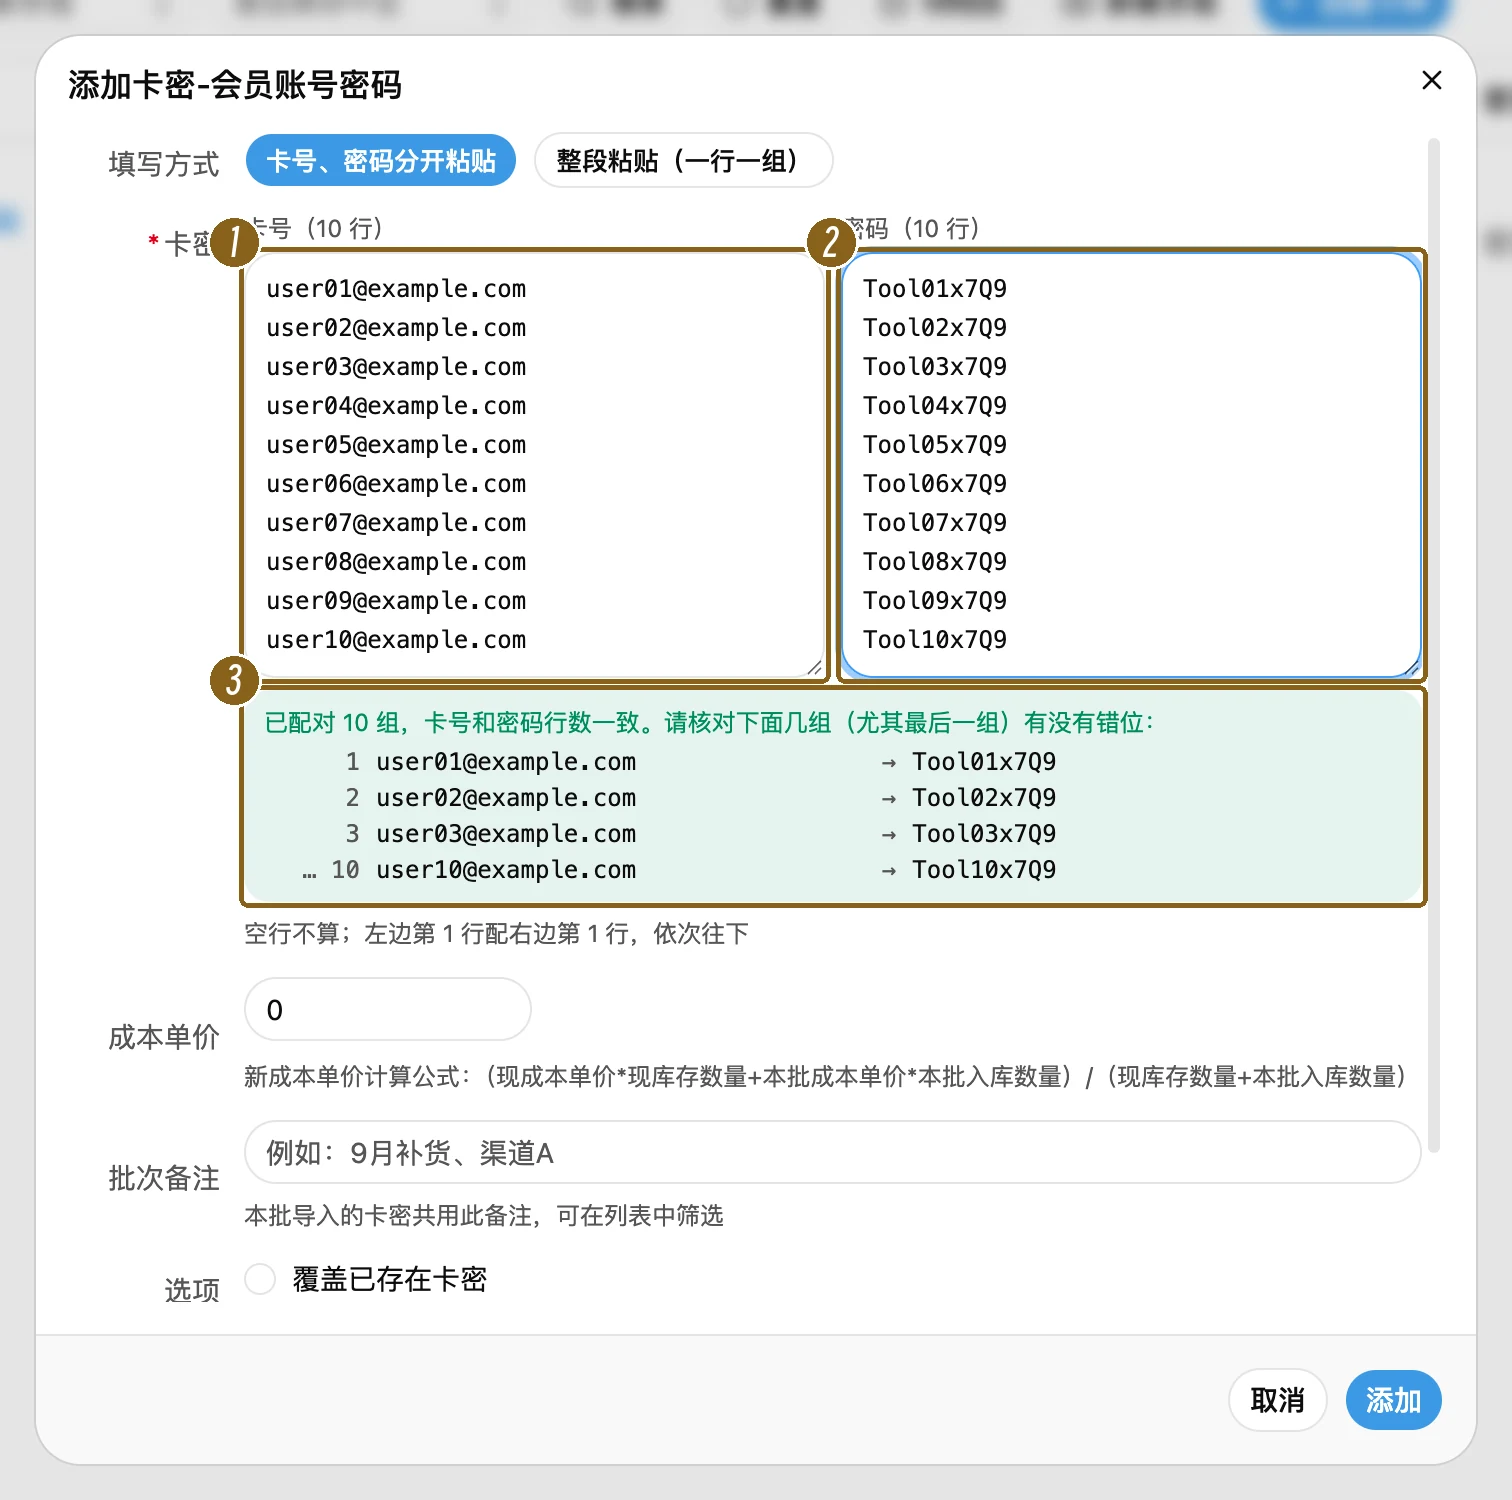 添加卡密-会员账号密码
填写方式
卡号、密码分开粘贴
整段粘贴（一行一组）
* 卡密
1
卡号（10 行）
2
密码（10 行）
user01@example.com
user02@example.com
user03@example.com
user04@example.com
user05@example.com
user06@example.com
user07@example.com
user08@example.com
user09@example.com
user10@example.com
Tool01x7Q9
Tool02x7Q9
Tool03x7Q9
Tool04x7Q9
Tool05x7Q9
Tool06x7Q9
Tool07x7Q9
Tool08x7Q9
Tool09x7Q9
Tool10x7Q9
3
已配对 10 组，卡号和密码行数一致。请核对下面几组（尤其最后一组）有没有错位：
1 user01@example.com → Tool01x7Q9
2 user02@example.com → Tool02x7Q9
3 user03@example.com → Tool03x7Q9
… 10 user10@example.com → Tool10x7Q9
空行不算；左边第 1 行配右边第 1 行，依次往下
成本单价
0
新成本单价计算公式：（现成本单价*现库存数量+本批成本单价*本批入库数量）/（现库存数量+本批入库数量）
批次备注
例如：9月补货、渠道A
本批导入的卡密共用此备注，可在列表中筛选
选项
覆盖已存在卡密
取消
添加